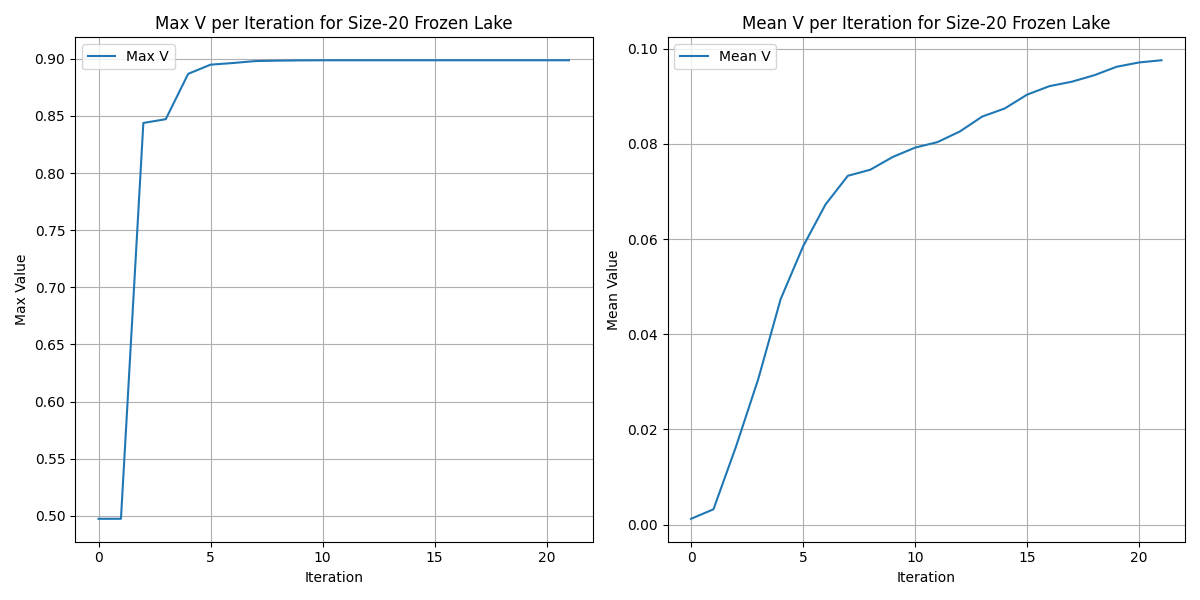 Max V per Iteration for Size-20 Frozen Lake
Max V
0.90
0.85
0.80
0.75
0.70
0.65
0.60
0.55
0.50
Max Value
0 5 10 15 20
Iteration
Mean V per Iteration for Size-20 Frozen Lake
Mean V
0.10
0.08
0.06
0.04
0.02
0.00
Mean Value
0 5 10 15 20
Iteration